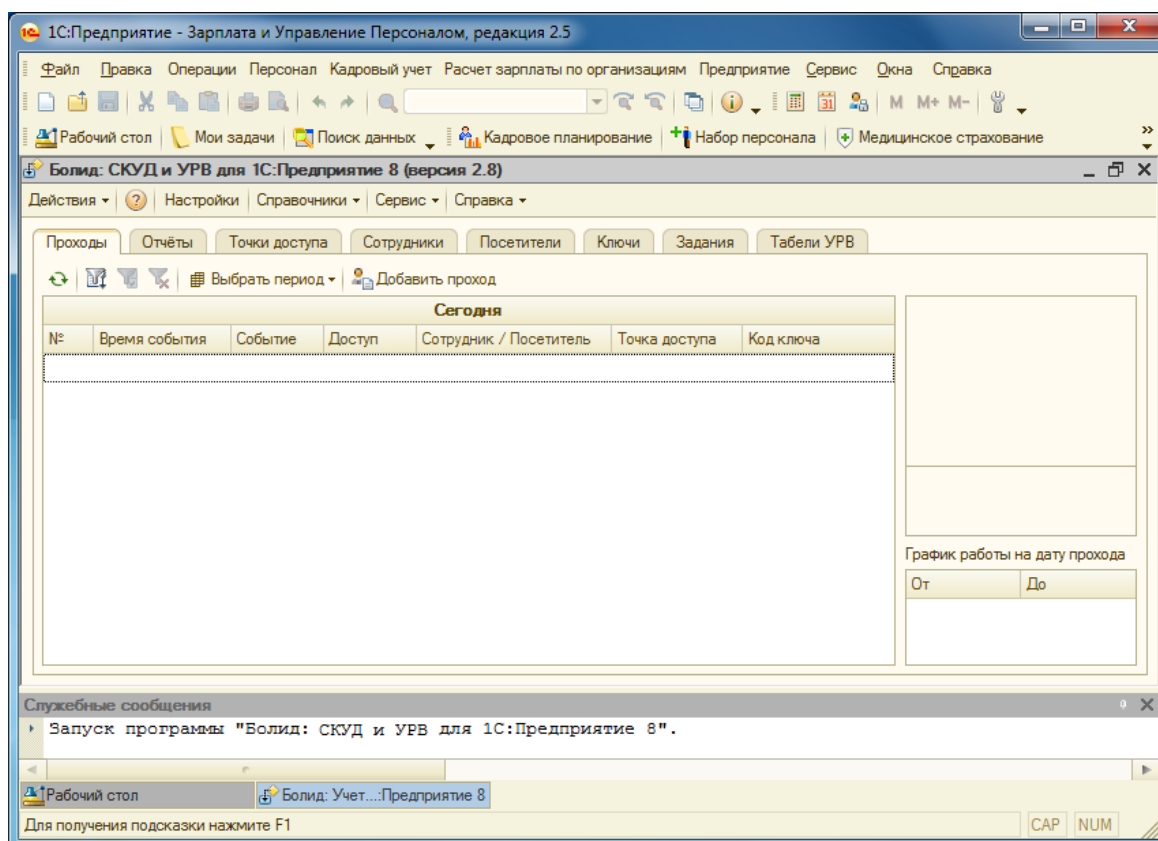 1С:Предприятие - Зарплата и Управление Персоналом, редакция 2.5
Файл Правка Операции Персонал Кадровый учет Расчет зарплаты по организациям Предприятие Сервис Окна Справка
M M+ M-
Рабочий стол Мои задачи Поиск данных Кадровое планирование Набор персонала Медицинское страхование
Болид: СКУД и УРВ для 1С:Предприятие 8 (версия 2.8)
Действия Настройки Справочники Сервис Справка
Проходы Отчёты Точки доступа Сотрудники Посетители Ключи Задания Табели УРВ
Выбрать период Добавить проход
Сегодня
№ Время события Событие Доступ Сотрудник / Посетитель Точка доступа Код ключа
График работы на дату прохода
От До
Служебные сообщения
Запуск программы "Болид: СКУД и УРВ для 1С:Предприятие 8".
Рабочий стол Болид: Учет...:Предприятие 8
Для получения подсказки нажмите F1 CAP NUM